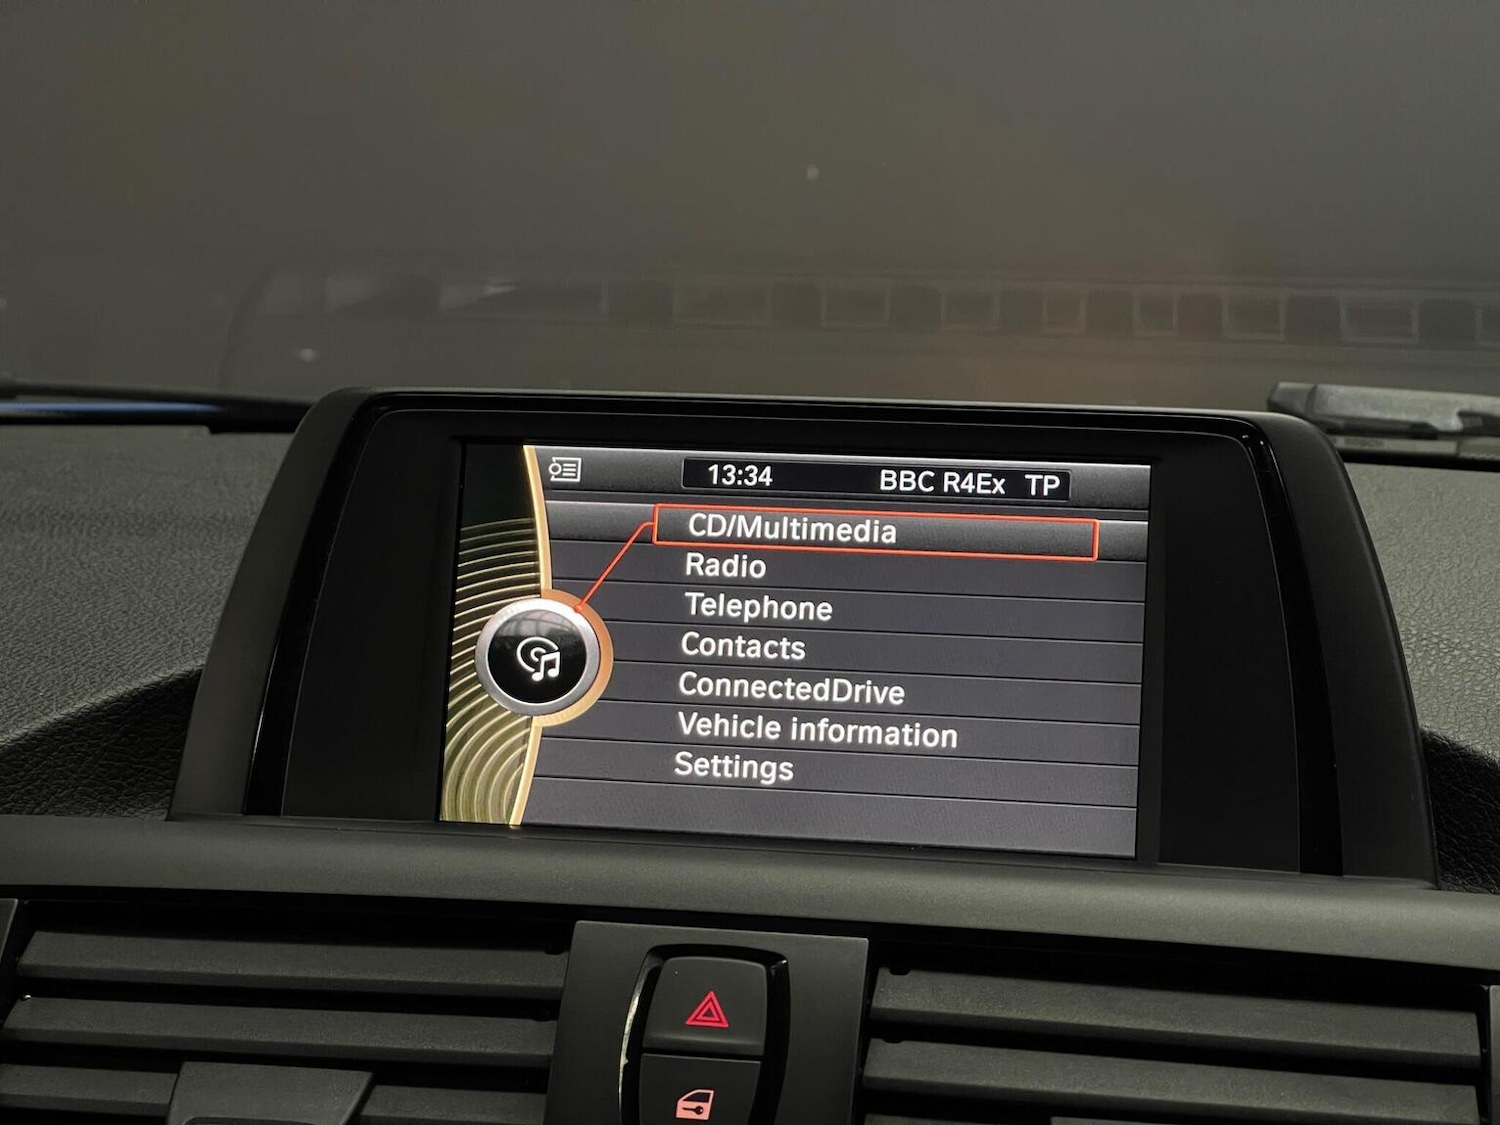 13:34 BBC R4Ex TP
CD/Multimedia
Radio
Telephone
Contacts
ConnectedDrive
Vehicle information
Settings